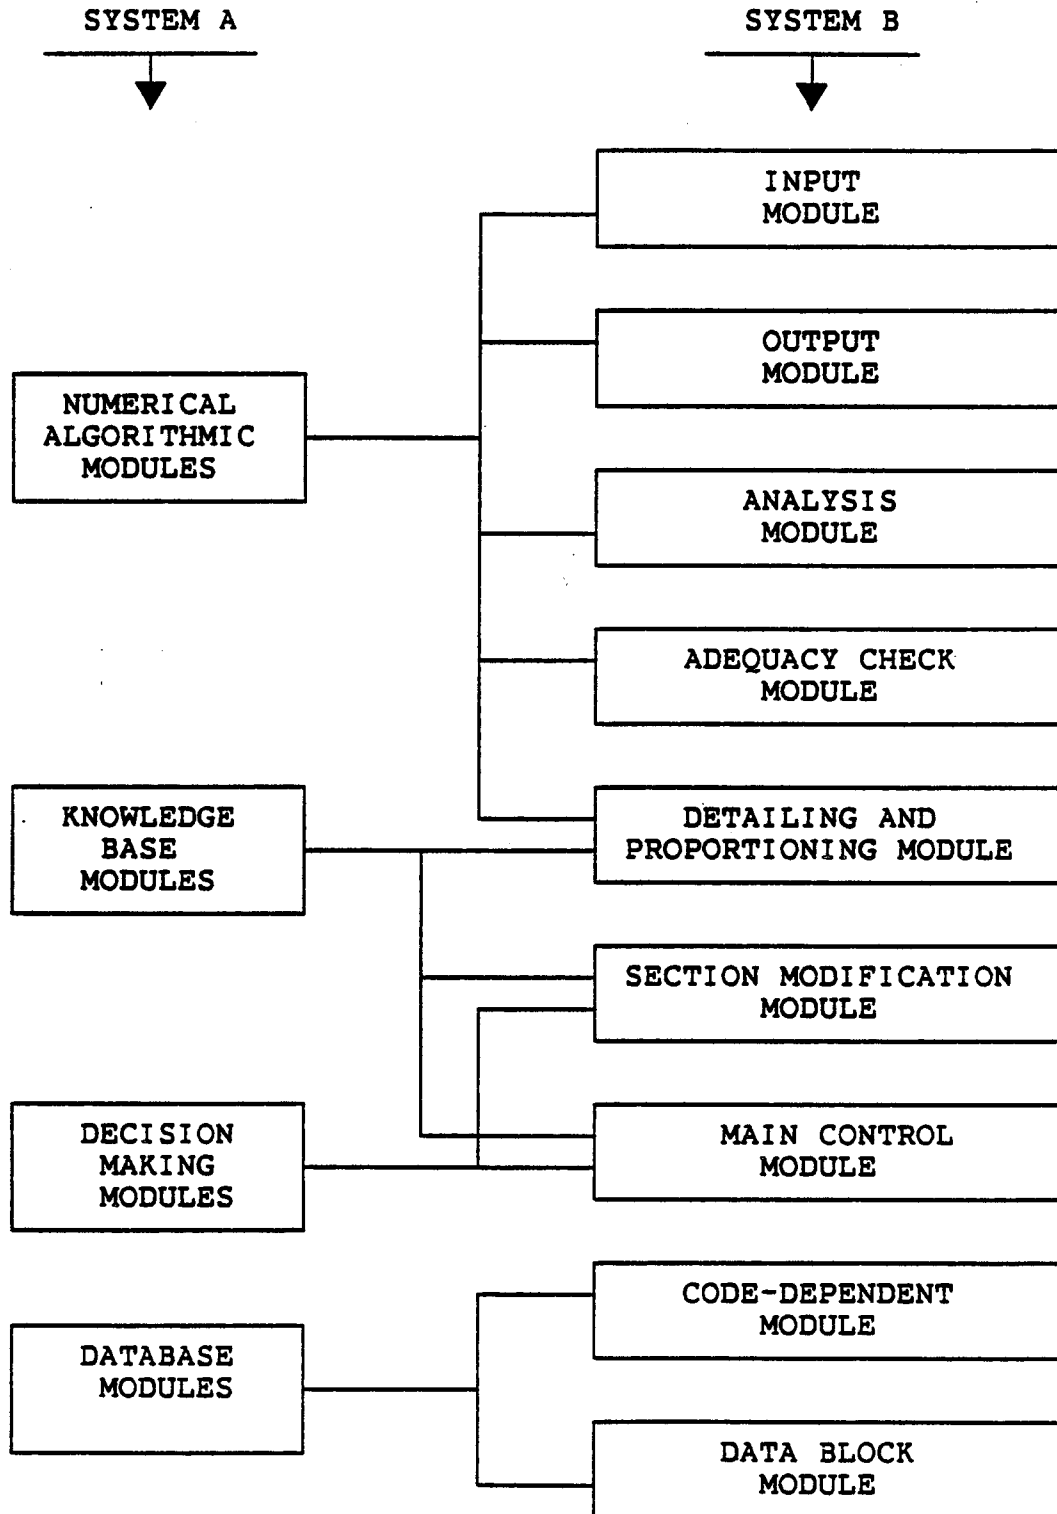 SYSTEM A
SYSTEM B
INPUT
MODULE
OUTPUT
MODULE
NUMERICAL
ALGORITHMIC
MODULES
ANALYSIS
MODULE
ADEQUACY CHECK
MODULE
KNOWLEDGE
BASE
MODULES
DETAILING AND
PROPORTIONING MODULE
SECTION MODIFICATION
MODULE
DECISION
MAKING
MODULES
MAIN CONTROL
MODULE
CODE-DEPENDENT
MODULE
DATABASE
MODULES
DATA BLOCK
MODULE